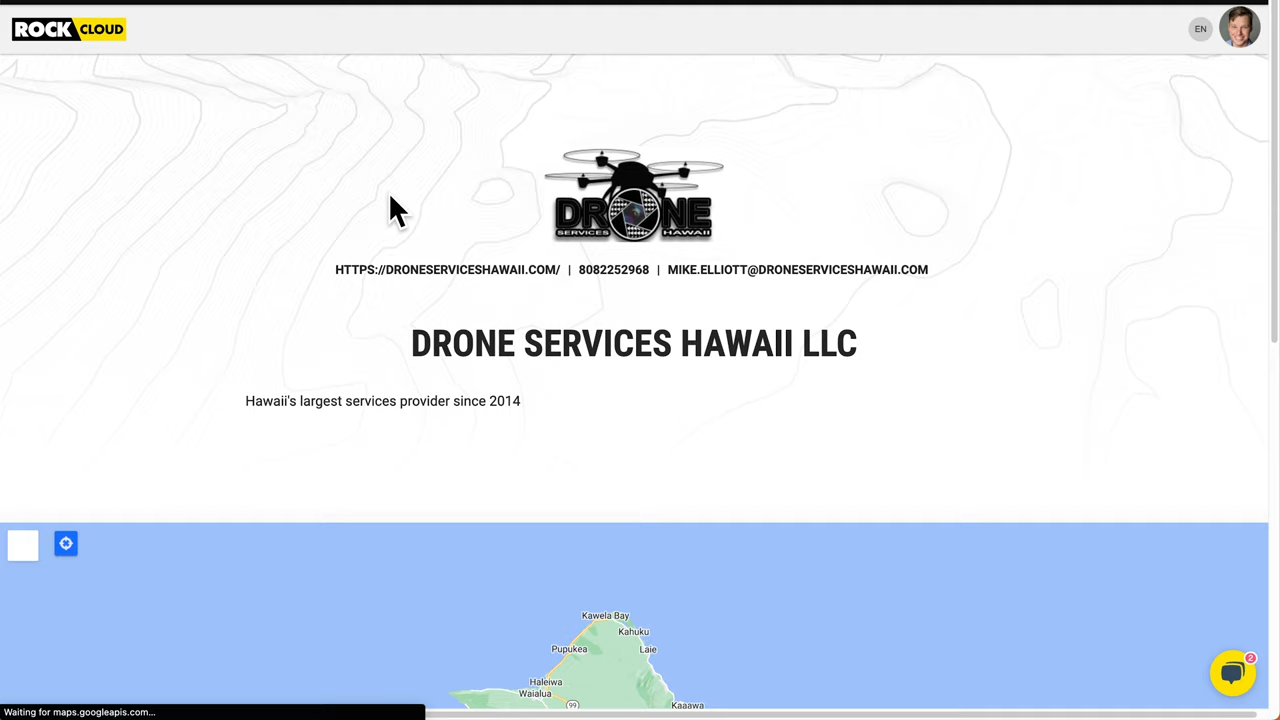 ROCK CLOUD
EN
DRONE
SERVICES HAWAII
HTTPS://DRONESERVICESHAWAII.COM/ | 8082252968 | MIKE.ELLIOTT@DRONESERVICESHAWAII.COM
DRONE SERVICES HAWAII LLC
Hawaii's largest services provider since 2014
Kawela Bay
Kahuku
Pupukea
Laie
Haleiwa
Waialua
99
Kaaawa
2
Waiting for maps.googleapis.com...